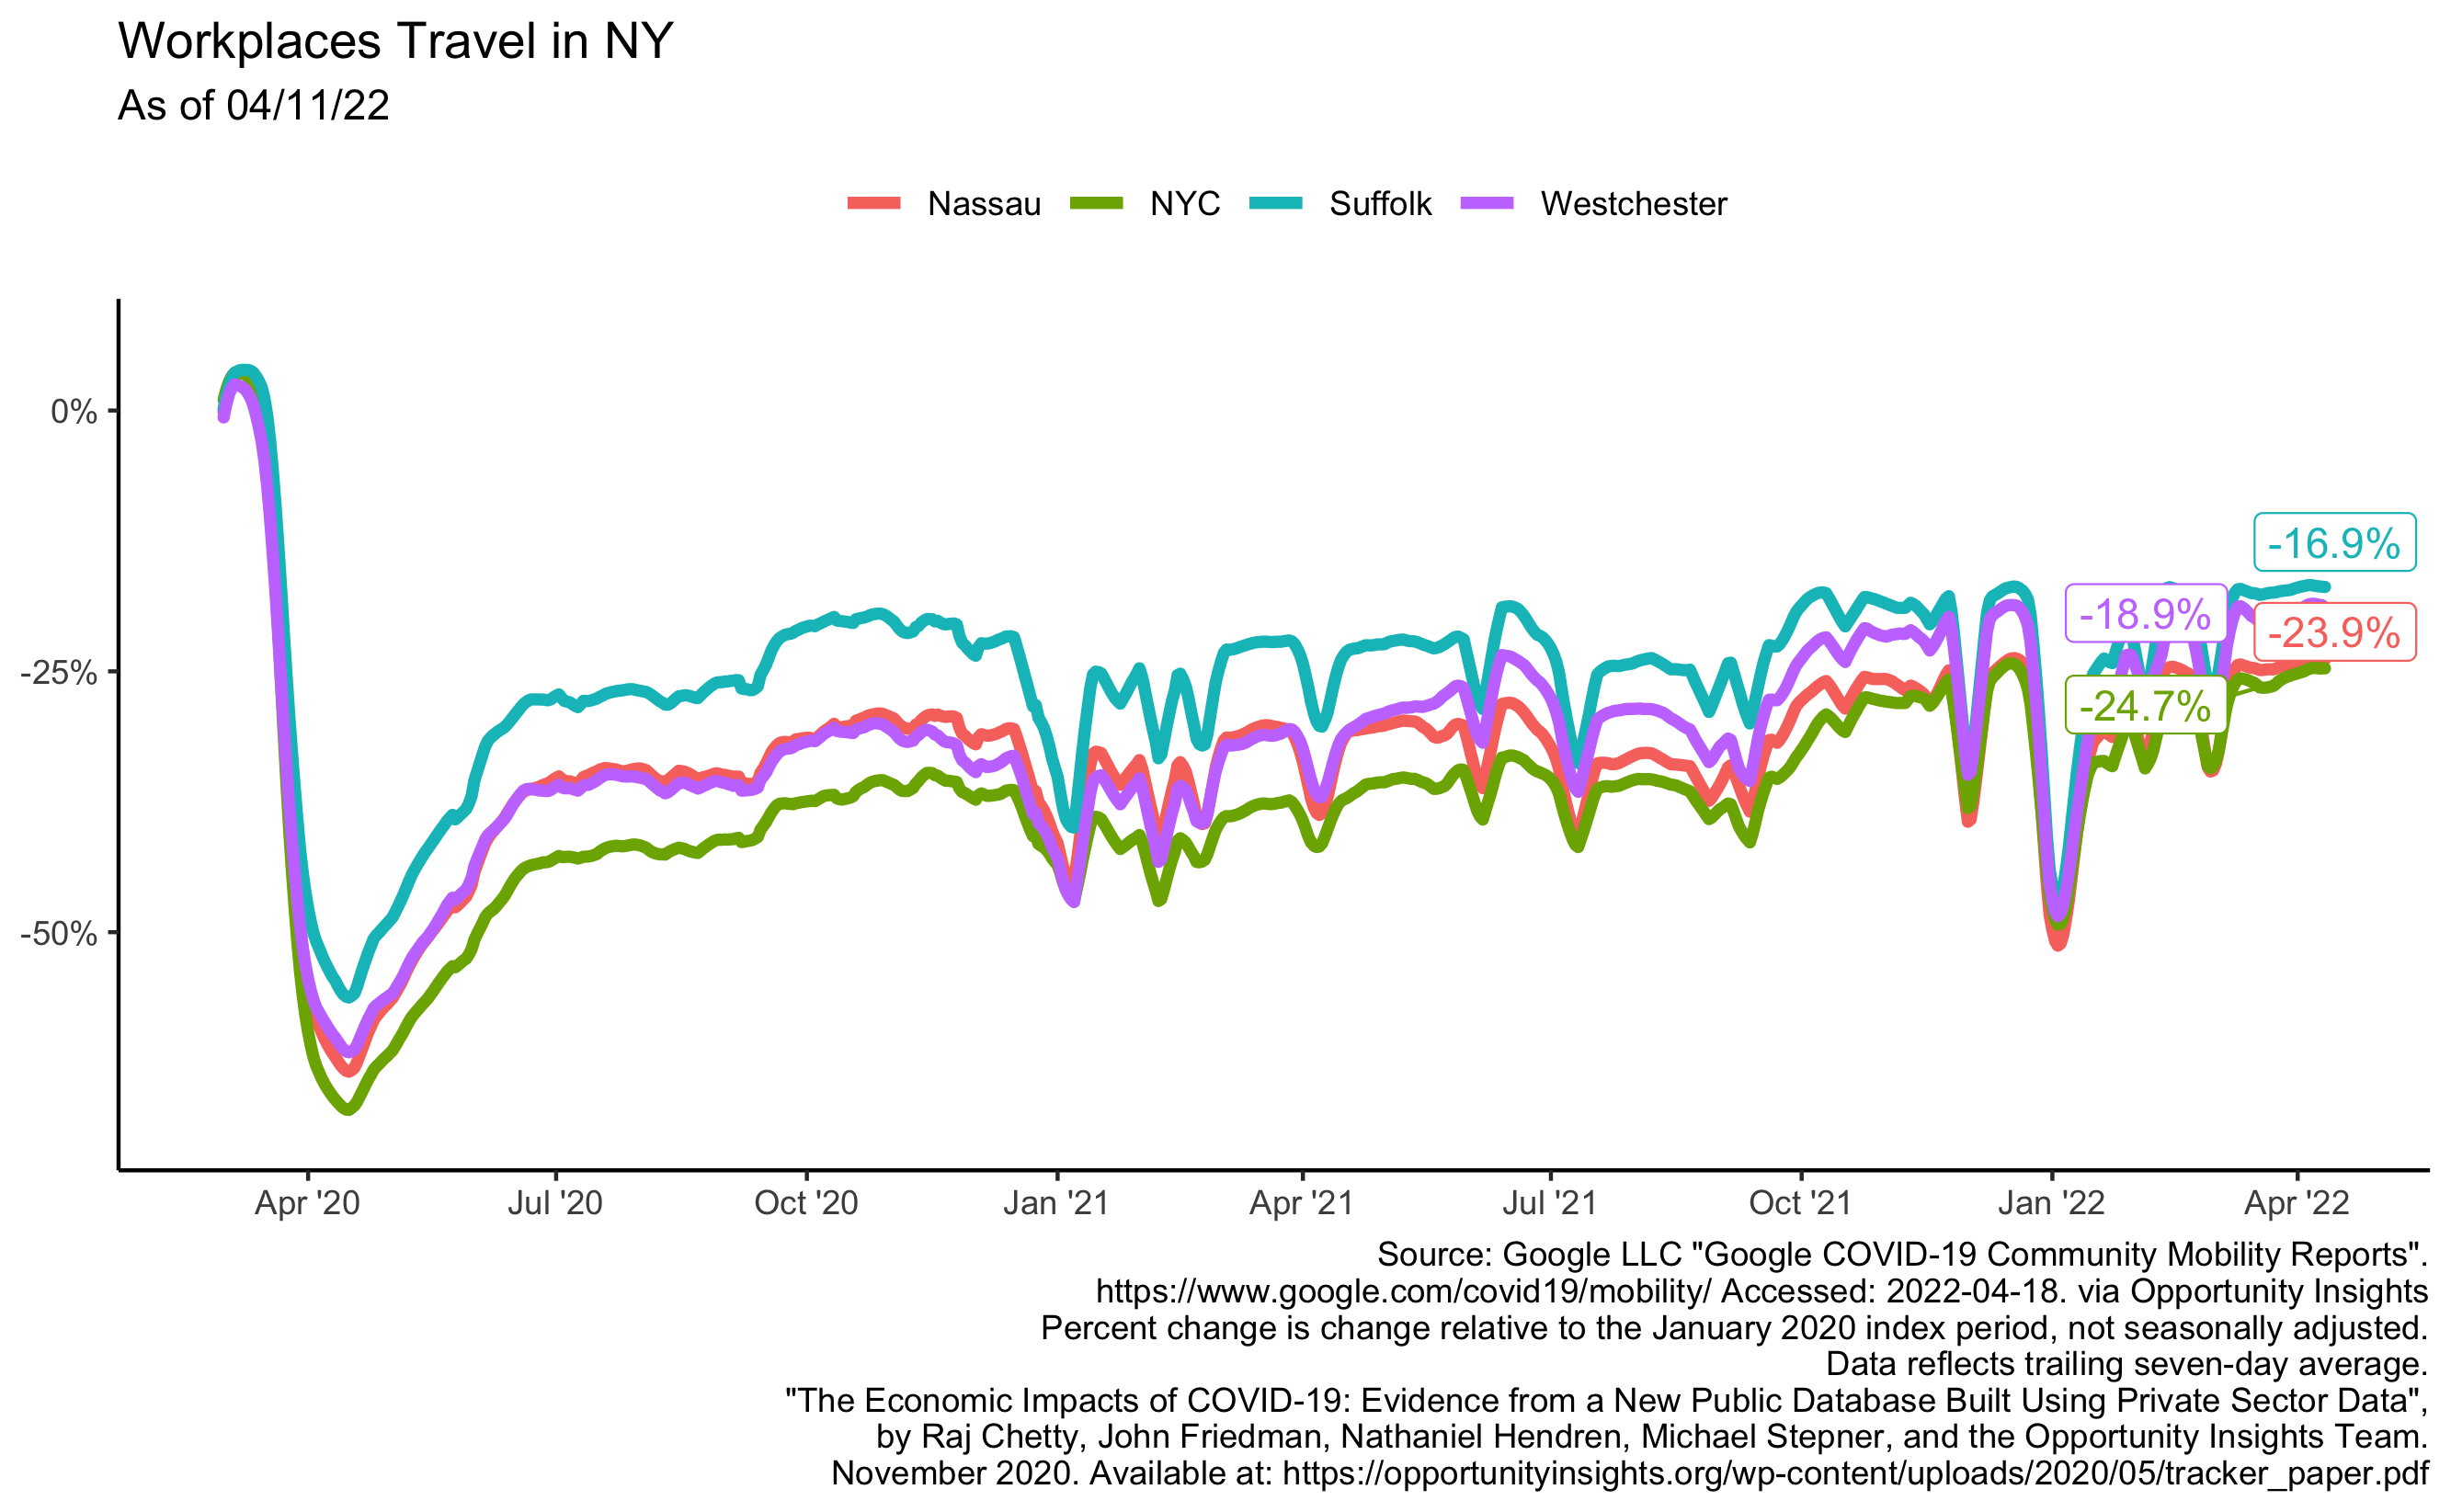 Workplaces Travel in NY
As of 04/11/22
Nassau NYC Suffolk Westchester
0%
-25%
-50%
-16.9%
-18.9%
-23.9%
-24.7%
Apr '20 Jul '20 Oct '20 Jan '21 Apr '21 Jul '21 Oct '21 Jan '22 Apr '22
Source: Google LLC "Google COVID-19 Community Mobility Reports".
https://www.google.com/covid19/mobility/ Accessed: 2022-04-18. via Opportunity Insights
Percent change is change relative to the January 2020 index period, not seasonally adjusted.
Data reflects trailing seven-day average.
"The Economic Impacts of COVID-19: Evidence from a New Public Database Built Using Private Sector Data",
by Raj Chetty, John Friedman, Nathaniel Hendren, Michael Stepner, and the Opportunity Insights Team.
November 2020. Available at: https://opportunityinsights.org/wp-content/uploads/2020/05/tracker_paper.pdf